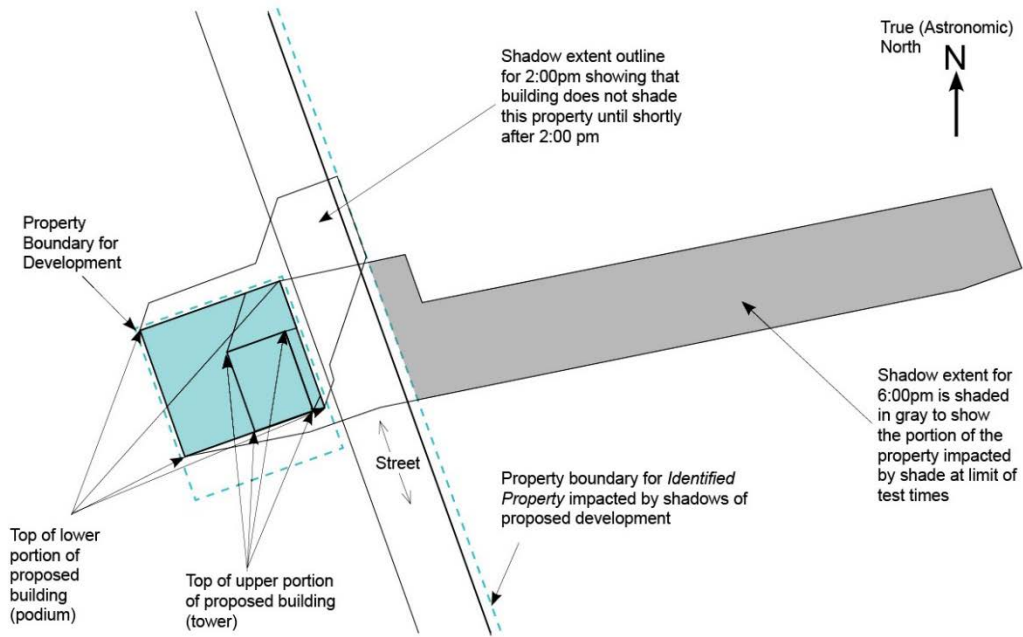 True (Astronomic)
North
N
Shadow extent outline
for 2:00pm showing that
building does not shade
this property until shortly
after 2:00 pm
Property
Boundary for
Development
Shadow extent for
6:00pm is shaded
in gray to show
the portion of the
property impacted
by shade at limit of
test times
Street
Property boundary for Identified
Property impacted by shadows of
proposed development
Top of lower
portion of
proposed
building
(podium)
Top of upper portion
of proposed building
(tower)